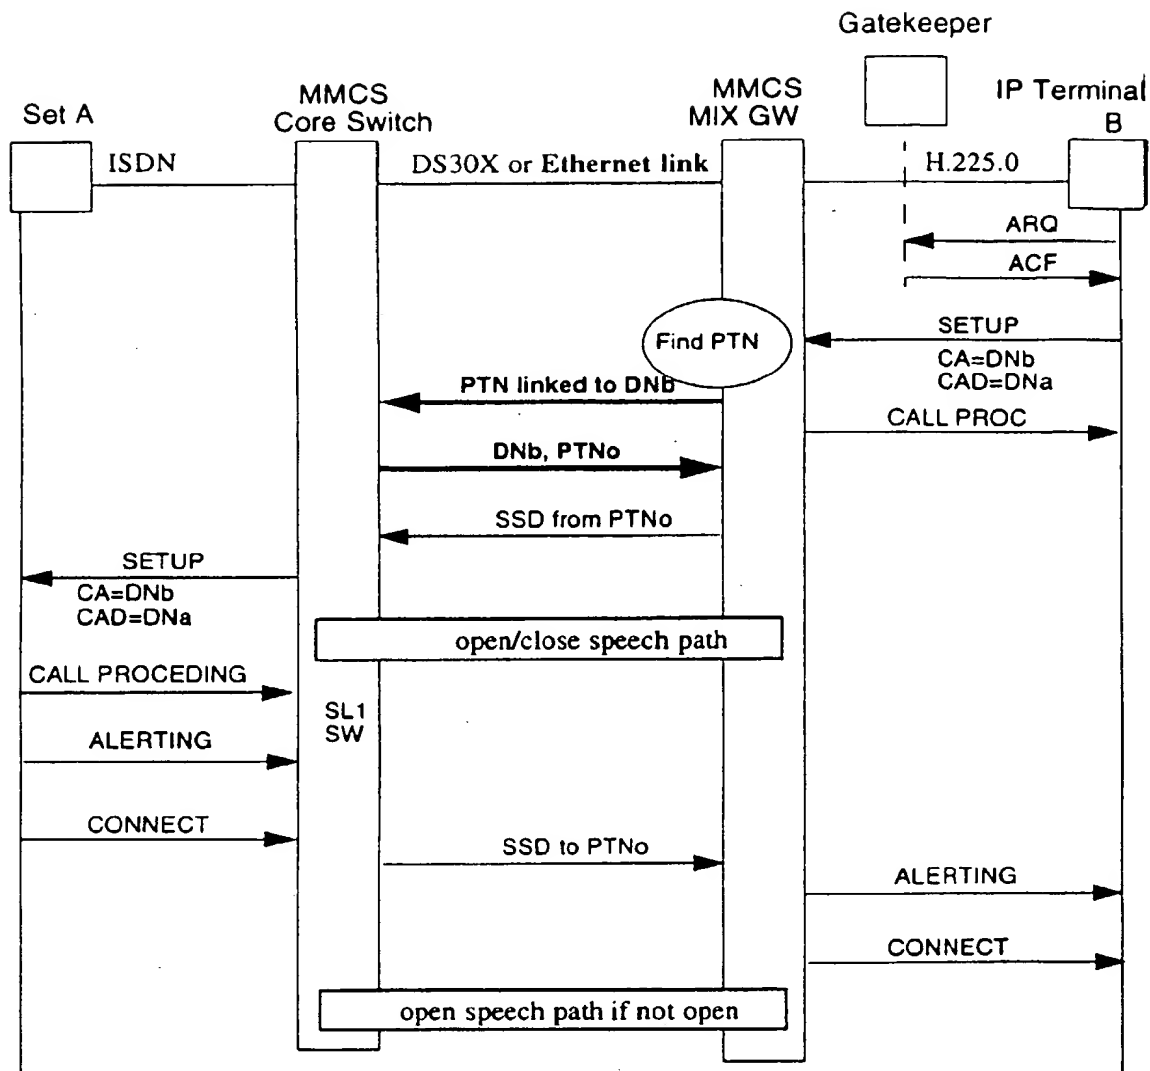 Gatekeeper
Set A
MMCS
Core Switch
MMCS
MIX GW
IP Terminal
B
ISDN
DS30X or Ethernet link
H.225.0
ARQ
ACF
Find PTN
SETUP
CA=DNb
CAD=DNa
PTN linked to DNb
CALL PROC
DNb, PTNo
SSD from PTNo
SETUP
CA=DNb
CAD=DNa
open/close speech path
CALL PROCEDING
SL1
SW
ALERTING
CONNECT
SSD to PTNo
ALERTING
CONNECT
open speech path if not open